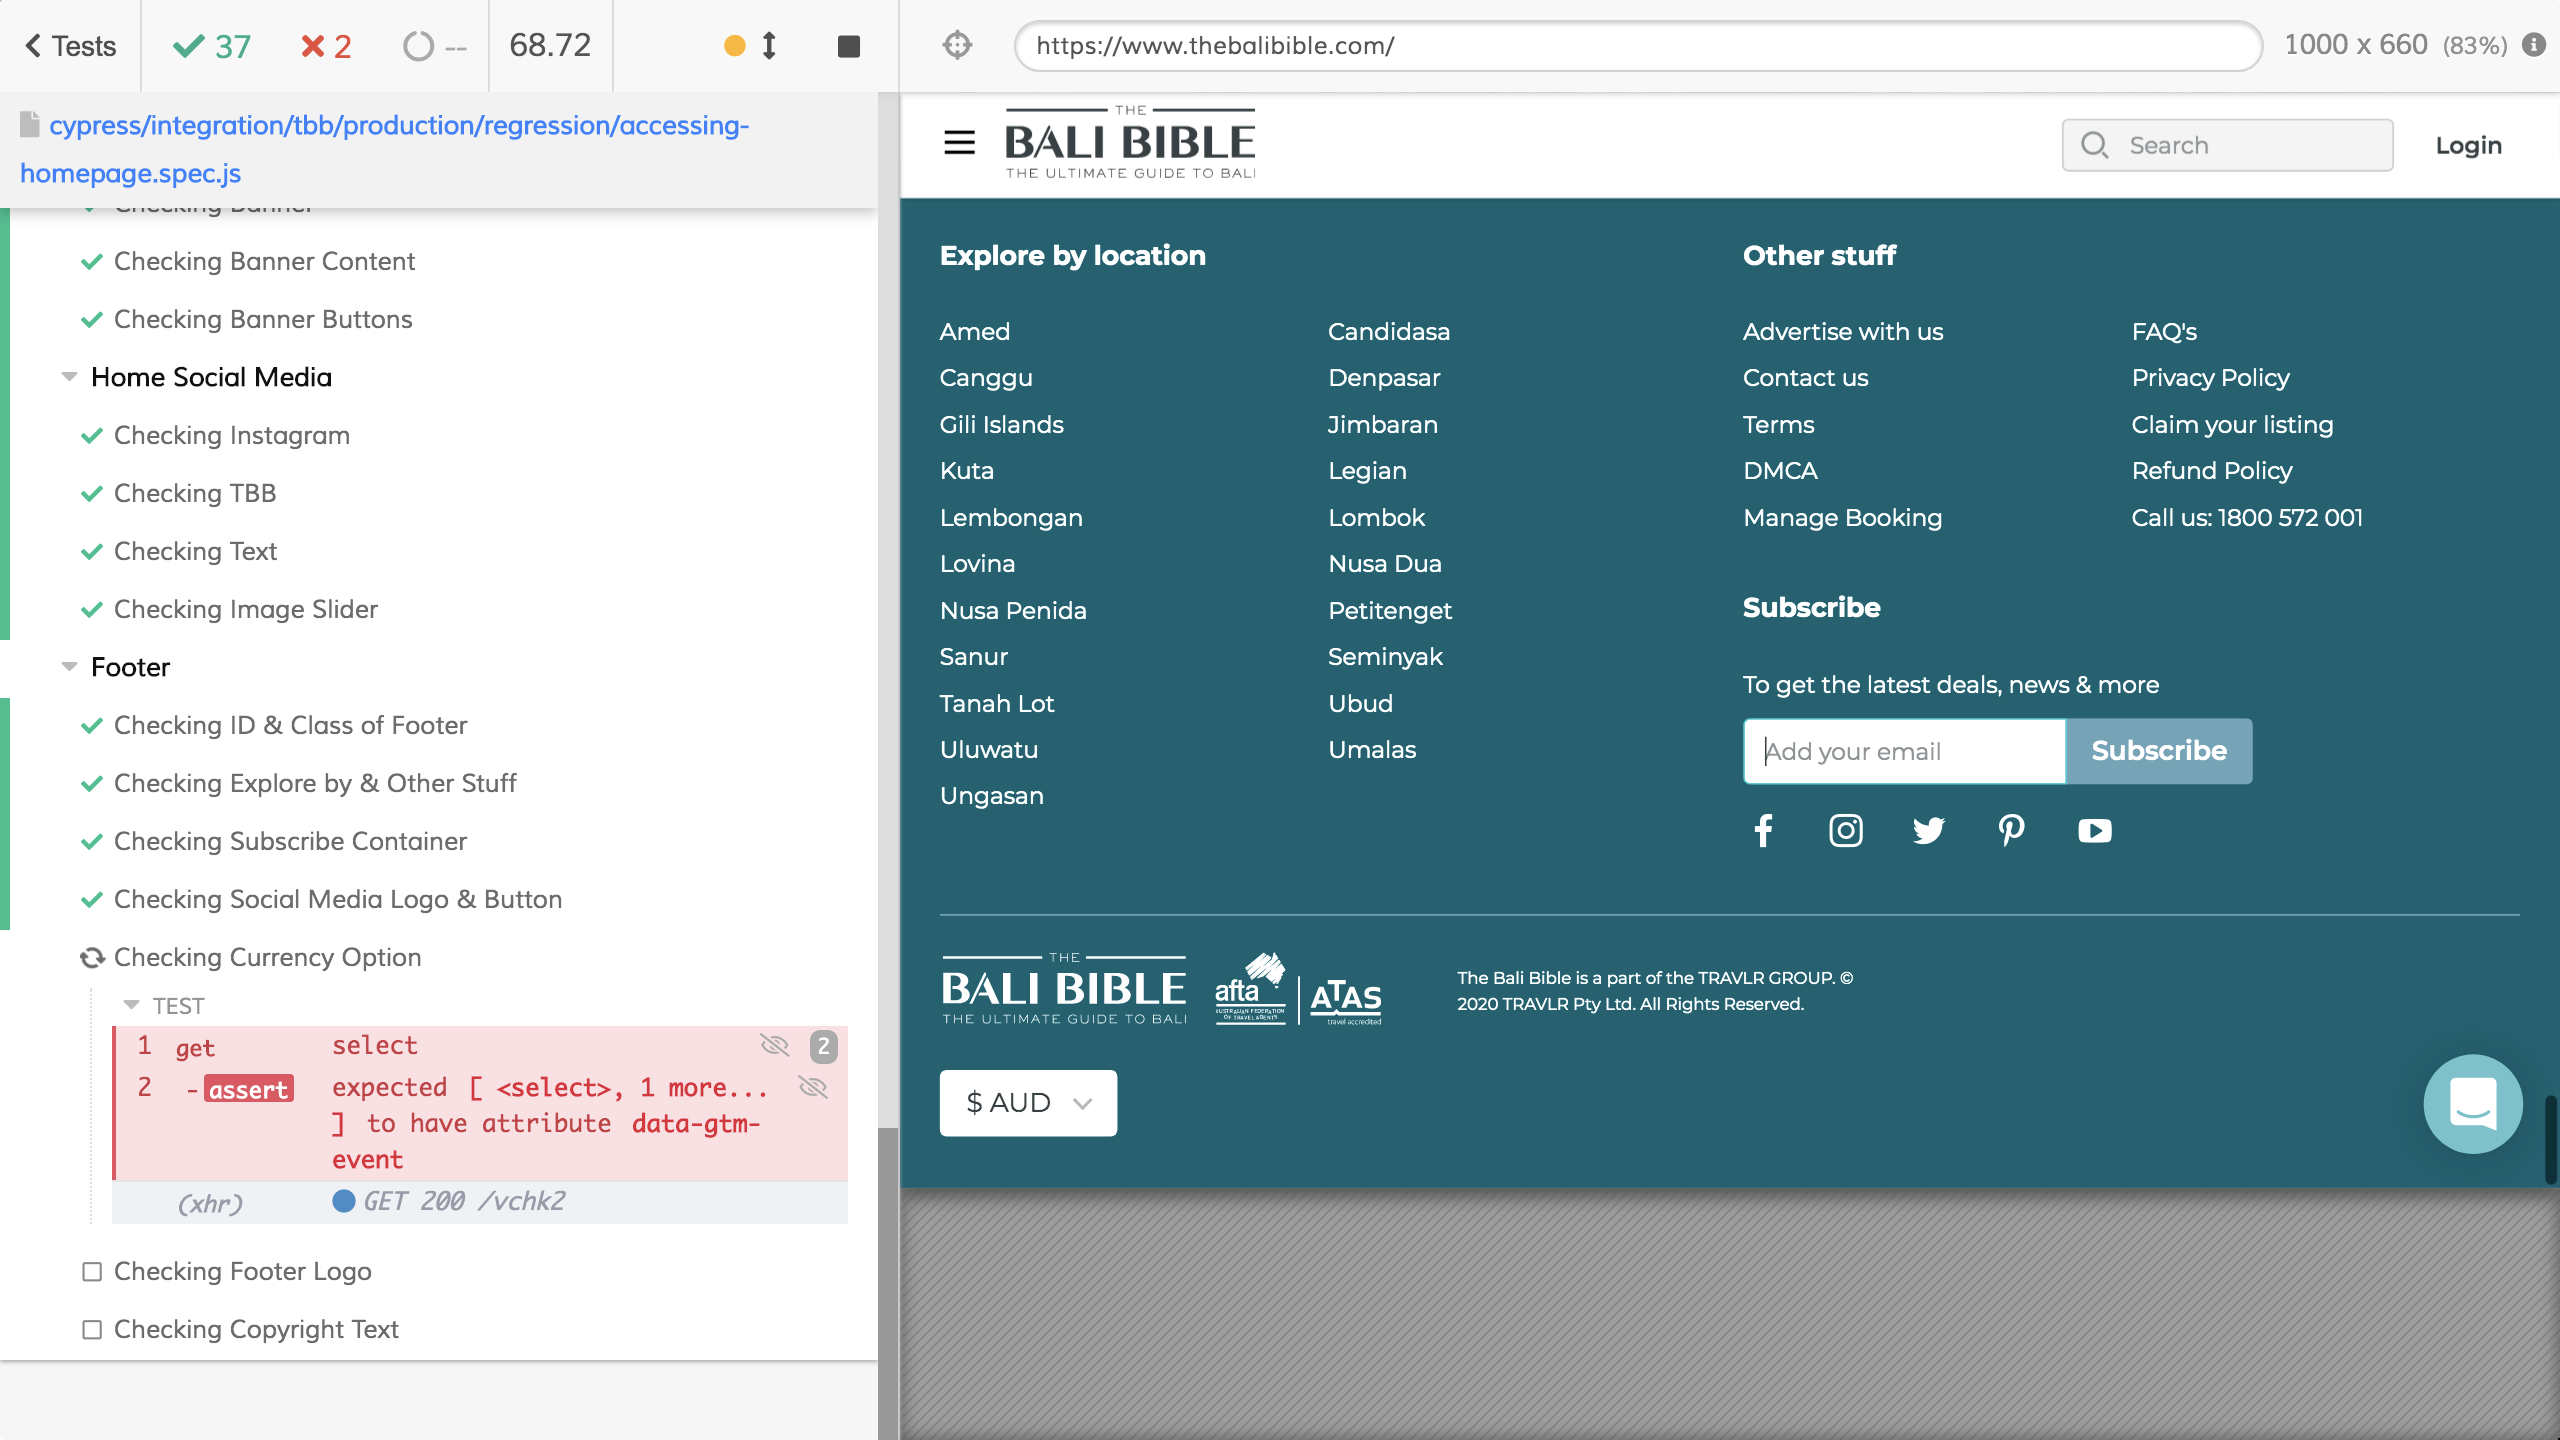 Tests
37
2
--
68.72
https://www.thebalibible.com/
1000 x 660 (83%)
cypress/integration/tbb/production/regression/accessing-
homepage.spec.js
Checking Banner
Checking Banner Content
Checking Banner Buttons
Home Social Media
Checking Instagram
Checking TBB
Checking Text
Checking Image Slider
Footer
Checking ID & Class of Footer
Checking Explore by & Other Stuff
Checking Subscribe Container
Checking Social Media Logo & Button
Checking Currency Option
TEST
1 get select 2
2 -assert expected [ <select>, 1 more...
] to have attribute data-gtm-
event
(xhr) GET 200 /vchk2
Checking Footer Logo
Checking Copyright Text
THE
BALI BIBLE
THE ULTIMATE GUIDE TO BALI
Search
Login
Explore by location
Amed
Canggu
Gili Islands
Kuta
Lembongan
Lovina
Nusa Penida
Sanur
Tanah Lot
Uluwatu
Ungasan
Candidasa
Denpasar
Jimbaran
Legian
Lombok
Nusa Dua
Petitenget
Seminyak
Ubud
Umalas
Other stuff
Advertise with us
Contact us
Terms
DMCA
Manage Booking
FAQ's
Privacy Policy
Claim your listing
Refund Policy
Call us: 1800 572 001
Subscribe
To get the latest deals, news & more
Add your email
Subscribe
THE
BALI BIBLE
THE ULTIMATE GUIDE TO BALI
afta
AUSTRALIAN FEDERATION
OF TRAVEL AGENTS
ATAS
travel accredited
The Bali Bible is a part of the TRAVLR GROUP. ©
2020 TRAVLR Pty Ltd. All Rights Reserved.
$ AUD